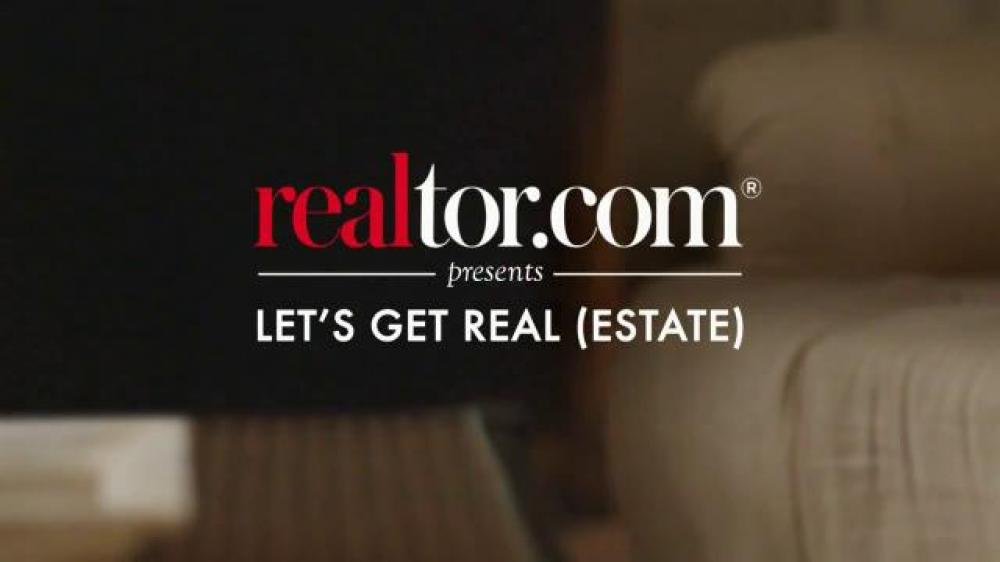 realtor.com®
presents
LET'S GET REAL (ESTATE)